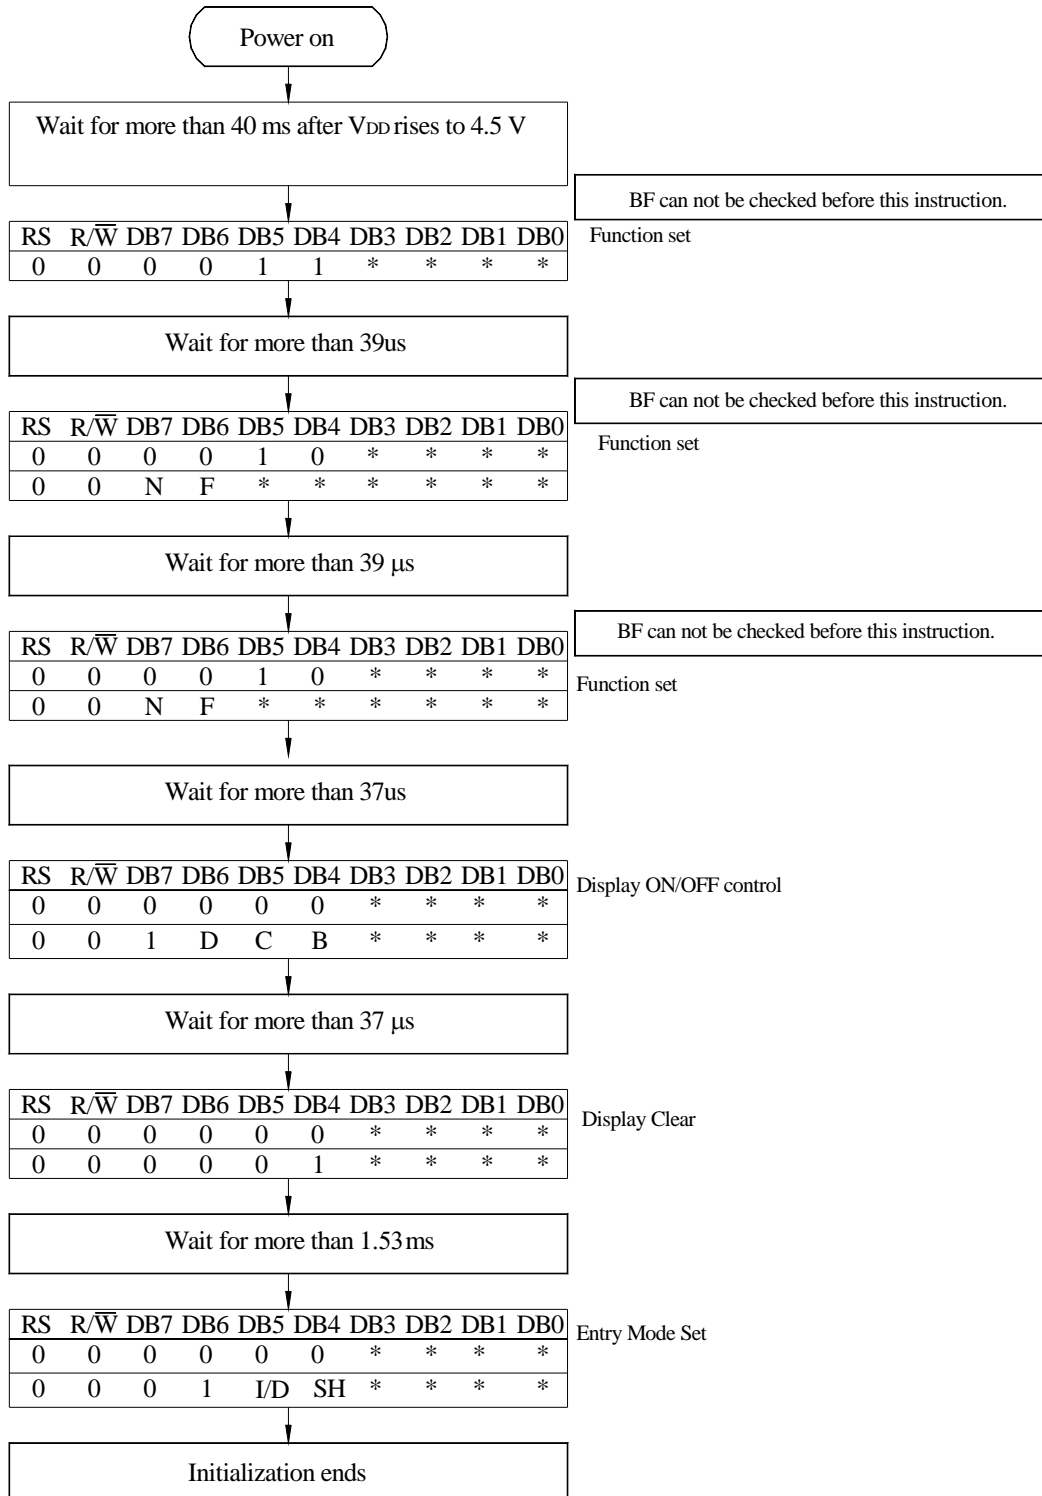 Power on
Wait for more than 40 ms after VDD rises to 4.5 V
BF can not be checked before this instruction.
RS R/W̅ DB7 DB6 DB5 DB4 DB3 DB2 DB1 DB0
Function set
0 0 0 0 1 1 * * * *
Wait for more than 39us
BF can not be checked before this instruction.
RS R/W̅ DB7 DB6 DB5 DB4 DB3 DB2 DB1 DB0
Function set
0 0 0 0 1 0 * * * *
0 0 N F * * * * * *
Wait for more than 39 μs
BF can not be checked before this instruction.
RS R/W̅ DB7 DB6 DB5 DB4 DB3 DB2 DB1 DB0
0 0 0 0 1 0 * * * *
Function set
0 0 N F * * * * * *
Wait for more than 37us
RS R/W̅ DB7 DB6 DB5 DB4 DB3 DB2 DB1 DB0
Display ON/OFF control
0 0 0 0 0 0 * * * *
0 0 1 D C B * * * *
Wait for more than 37 μs
RS R/W̅ DB7 DB6 DB5 DB4 DB3 DB2 DB1 DB0
Display Clear
0 0 0 0 0 0 * * * *
0 0 0 0 0 1 * * * *
Wait for more than 1.53ms
RS R/W̅ DB7 DB6 DB5 DB4 DB3 DB2 DB1 DB0
Entry Mode Set
0 0 0 0 0 0 * * * *
0 0 0 1 I/D SH * * * *
Initialization ends